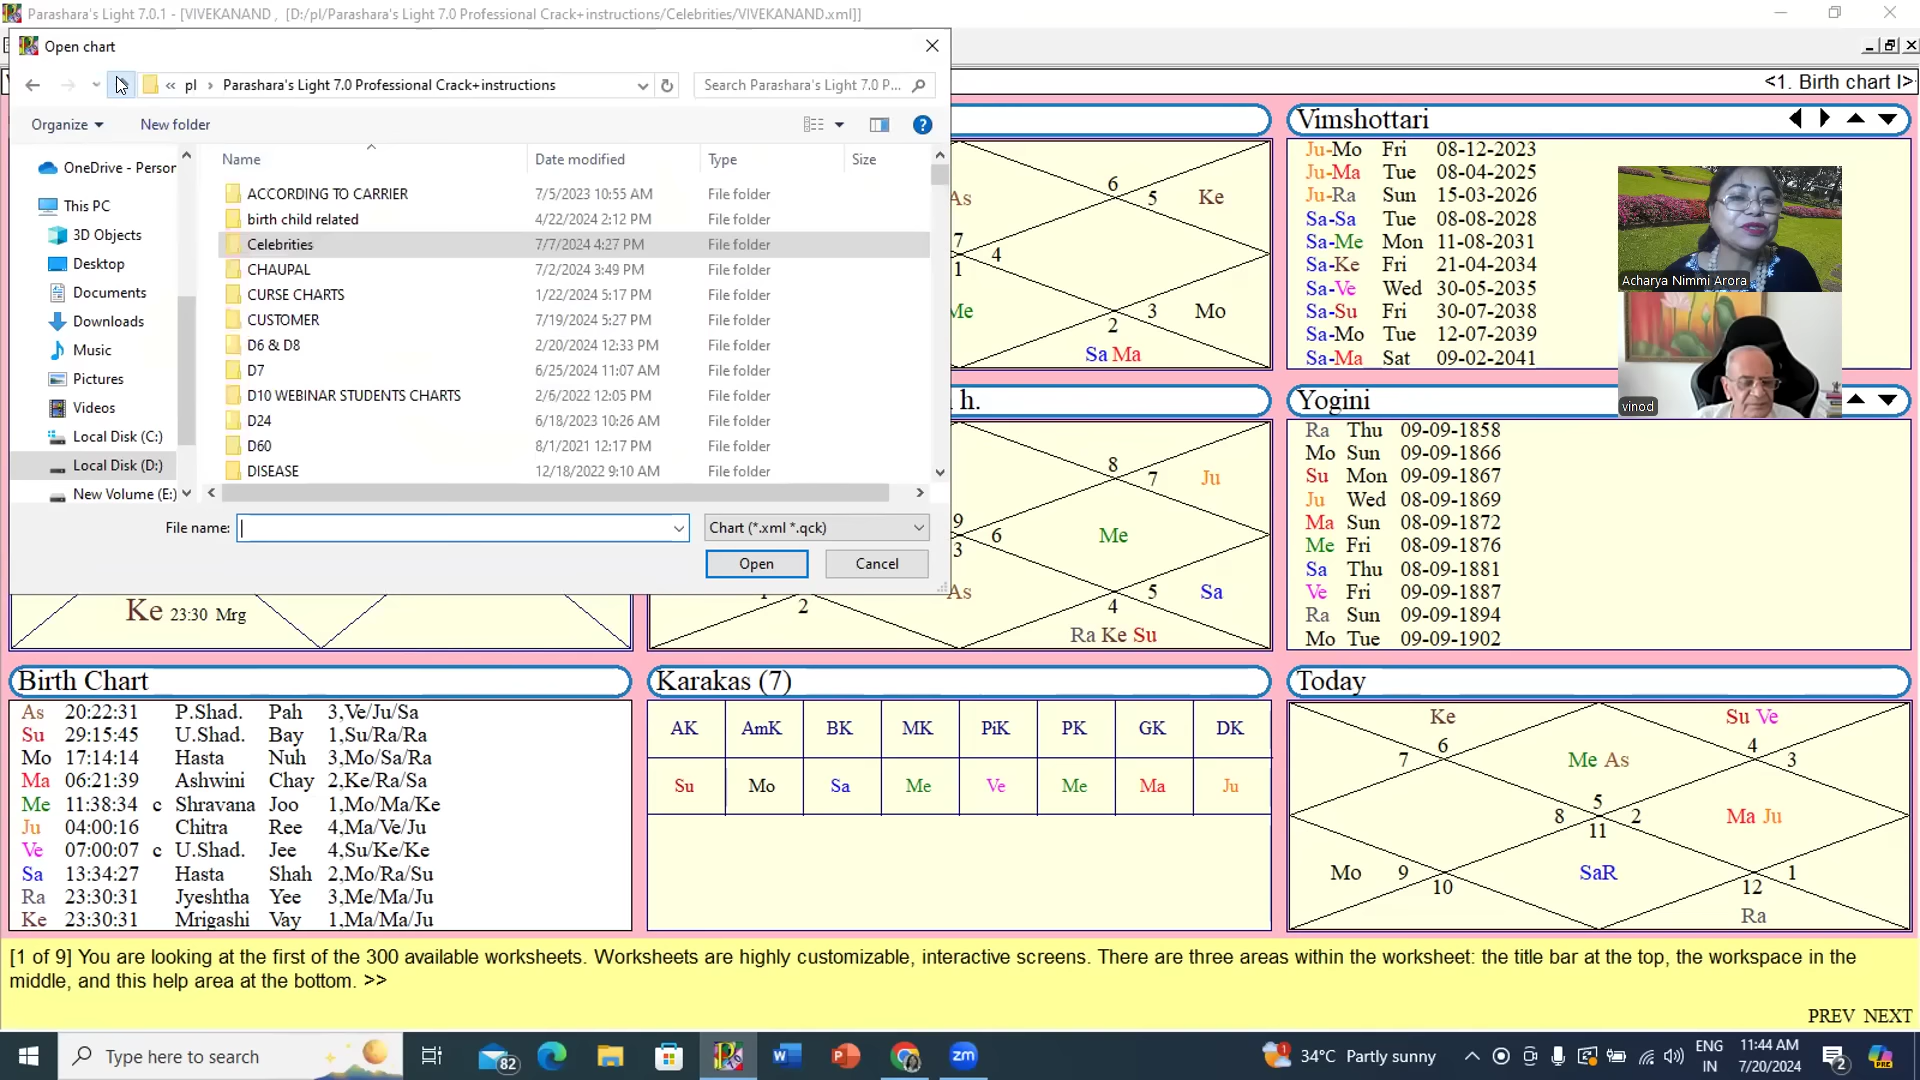 Parashara's Light 7.0.1 - [VIVEKANAND , [D:/pl/Parashara's Light 7.0 Professional Crack+instructions/Celebrities/VIVEKANAND.xml]]
Open chart
« pl › Parashara's Light 7.0 Professional Crack+instructions
Search Parashara's Light 7.0 P...
Organize
New folder
Name
Date modified
Type
Size
OneDrive - Person
This PC
3D Objects
Desktop
Documents
Downloads
Music
Pictures
Videos
Local Disk (C:)
Local Disk (D:)
New Volume (E:)
ACCORDING TO CARRIER 7/5/2023 10:55 AM File folder
birth child related 4/22/2024 2:12 PM File folder
Celebrities 7/7/2024 4:27 PM File folder
CHAUPAL 7/2/2024 3:49 PM File folder
CURSE CHARTS 1/22/2024 5:17 PM File folder
CUSTOMER 7/19/2024 5:27 PM File folder
D6 & D8 2/20/2024 12:33 PM File folder
D7 6/25/2024 11:07 AM File folder
D10 WEBINAR STUDENTS CHARTS 2/6/2022 12:05 PM File folder
D24 6/18/2023 10:26 AM File folder
D60 8/1/2021 12:17 PM File folder
DISEASE 12/18/2022 9:10 AM File folder
File name:
Chart (*.xml *.qck)
Open
Cancel
<1. Birth chart I>
As
6
5
Ke
7
4
1
Me
3
Mo
2
Sa Ma
Vimshottari
Ju-Mo Fri 08-12-2023
Ju-Ma Tue 08-04-2025
Ju-Ra Sun 15-03-2026
Sa-Sa Tue 08-08-2028
Sa-Me Mon 11-08-2031
Sa-Ke Fri 21-04-2034
Sa-Ve Wed 30-05-2035
Sa-Su Fri 30-07-2038
Sa-Mo Tue 12-07-2039
Sa-Ma Sat 09-02-2041
Acharya Nimmi Arora
vinod
h.
8
7
Ju
9
6
Me
3
As
5
Sa
4
2
Ra Ke Su
Ke 23:30 Mrg
Yogini
Ra Thu 09-09-1858
Mo Sun 09-09-1866
Su Mon 09-09-1867
Ju Wed 08-09-1869
Ma Sun 08-09-1872
Me Fri 08-09-1876
Sa Thu 08-09-1881
Ve Fri 09-09-1887
Ra Sun 09-09-1894
Mo Tue 09-09-1902
Birth Chart
As 20:22:31 P.Shad. Pah 3,Ve/Ju/Sa
Su 29:15:45 U.Shad. Bay 1,Su/Ra/Ra
Mo 17:14:14 Hasta Nuh 3,Mo/Sa/Ra
Ma 06:21:39 Ashwini Chay 2,Ke/Ra/Sa
Me 11:38:34 c Shravana Joo 1,Mo/Ma/Ke
Ju 04:00:16 Chitra Ree 4,Ma/Ve/Ju
Ve 07:00:07 c U.Shad. Jee 4,Su/Ke/Ke
Sa 13:34:27 Hasta Shah 2,Mo/Ra/Su
Ra 23:30:31 Jyeshtha Yee 3,Me/Ma/Ju
Ke 23:30:31 Mrigashi Vay 1,Ma/Ma/Ju
Karakas (7)
AK AmK BK MK PiK PK GK DK
Su Mo Sa Me Ve Me Ma Ju
Today
Ke
Su Ve
6
4
7
Me As
3
5
8
2
Ma Ju
11
Mo
9
SaR
1
10
12
Ra
[1 of 9] You are looking at the first of the 300 available worksheets. Worksheets are highly customizable, interactive screens. There are three areas within the worksheet: the title bar at the top, the workspace in the
middle, and this help area at the bottom. >>
PREV NEXT
Type here to search
82
zm
34°C Partly sunny
ENG
IN
11:44 AM
7/20/2024
2